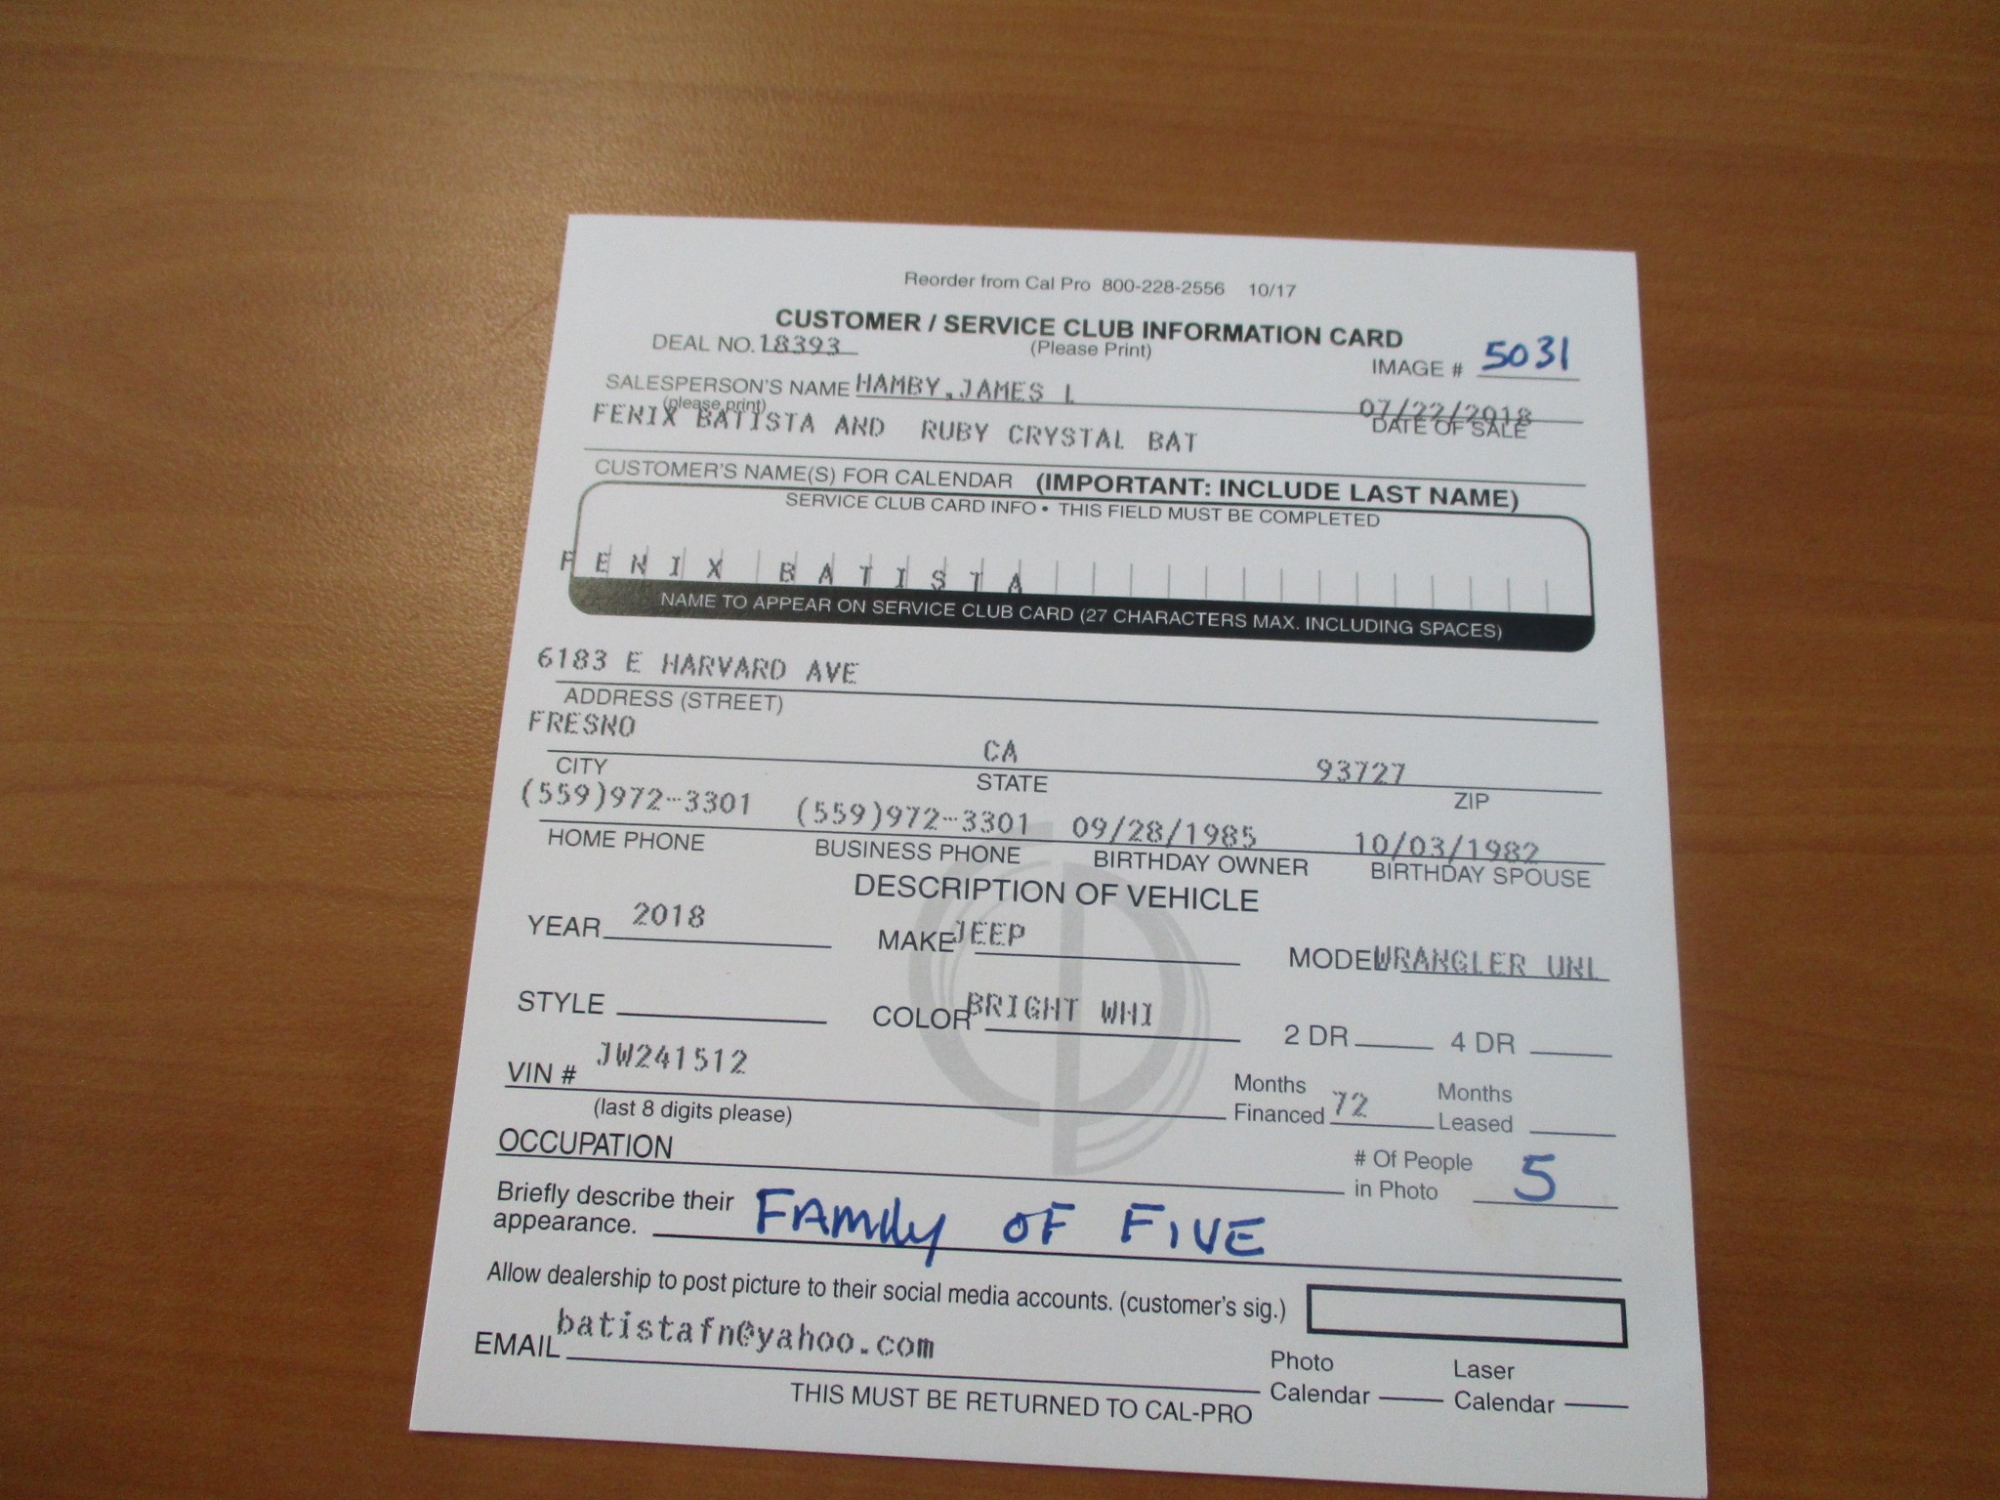 Reorder from Cal Pro 800-228-2556 10/17
CUSTOMER / SERVICE CLUB INFORMATION CARD
DEAL NO. 18393 (Please Print) IMAGE # 5031
SALESPERSON'S NAME HAMBY, JAMES L
(please print) 07/22/2018
FENIX BATISTA AND RUBY CRYSTAL BAT DATE OF SALE
CUSTOMER'S NAME(S) FOR CALENDAR (IMPORTANT: INCLUDE LAST NAME)
SERVICE CLUB CARD INFO • THIS FIELD MUST BE COMPLETED
FENIX BATISTA
NAME TO APPEAR ON SERVICE CLUB CARD (27 CHARACTERS MAX. INCLUDING SPACES)
6183 E HARVARD AVE
ADDRESS (STREET)
FRESNO CA 93727
CITY STATE ZIP
(559)972-3301 (559)972-3301 09/28/1985 10/03/1982
HOME PHONE BUSINESS PHONE BIRTHDAY OWNER BIRTHDAY SPOUSE
DESCRIPTION OF VEHICLE
YEAR 2018 MAKE JEEP MODEL WRANGLER UNL
STYLE COLOR BRIGHT WHI 2 DR 4 DR
VIN # JW241512 Months Financed 72 Months Leased
(last 8 digits please)
OCCUPATION # Of People in Photo 5
Briefly describe their appearance. FAMILY OF FIVE
Allow dealership to post picture to their social media accounts. (customer's sig.)
EMAIL batistafn@yahoo.com Photo Calendar Laser Calendar
THIS MUST BE RETURNED TO CAL-PRO